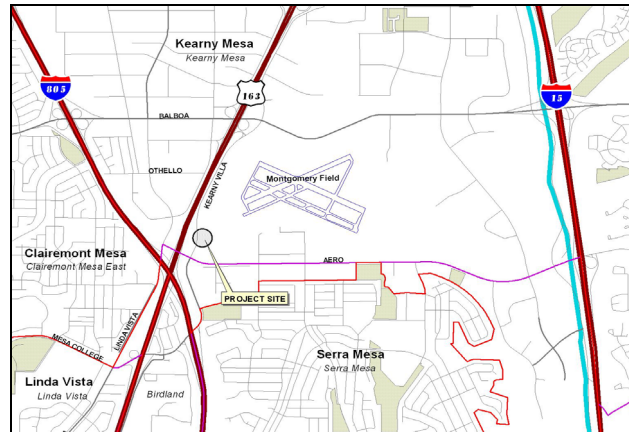 Kearny Mesa
Kearny Mesa
805
163
15
BALBOA
OTHELLO
KEARNY VILLA
Montgomery Field
Clairemont Mesa
Clairemont Mesa East
AERO
PROJECT SITE
LINDA VISTA
MESA COLLEGE
Serra Mesa
Serra Mesa
Linda Vista
Linda Vista
Birdland